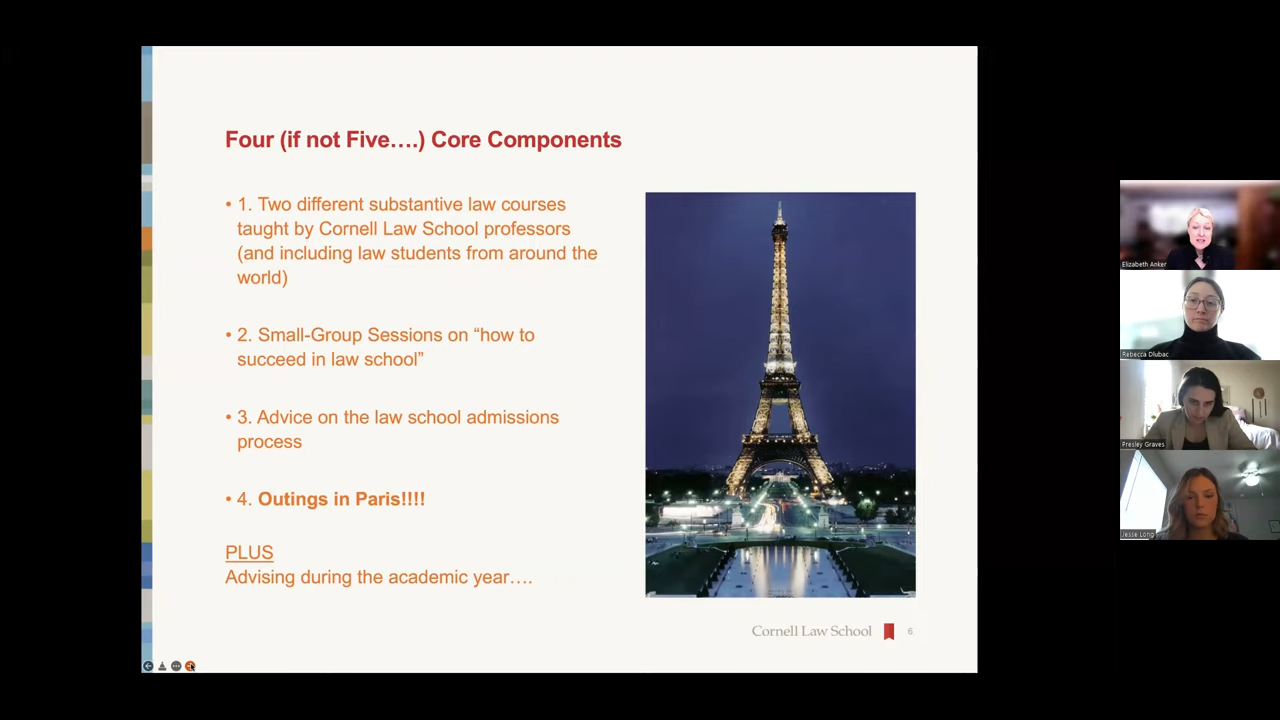 Four (if not Five….) Core Components
• 1. Two different substantive law courses
taught by Cornell Law School professors
(and including law students from around the
world)
• 2. Small-Group Sessions on “how to
succeed in law school”
• 3. Advice on the law school admissions
process
• 4. Outings in Paris!!!!
PLUS
Advising during the academic year….
Cornell Law School
6
Elizabeth Anker
Rebecca Dlubac
Presley Graves
Jesse Long